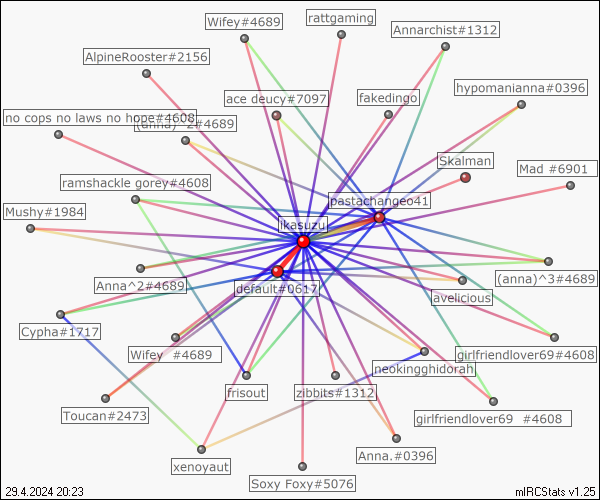 Wifey#4689
rattgaming
Annarchist#1312
AlpineRooster#2156
hypomanianna#0396
ace deucy#7097
fakedingo
no cops no laws no hope#4608
(anna)^2#4689
Skalman
Mad #6901
ramshackle gorey#4608
pastachangeo41
Mushy#1984
ikasuzu
Anna^2#4689
default#0617
avelicious
(anna)^3#4689
Cypha#1717
Wifey  #4689
neokingghidorah
girlfriendlover69#4608
frisout
zibbits#1312
Toucan#2473
girlfriendlover69  #4608
xenoyaut
Anna.#0396
Soxy Foxy#5076
29.4.2024 20:23
mIRCStats v1.25